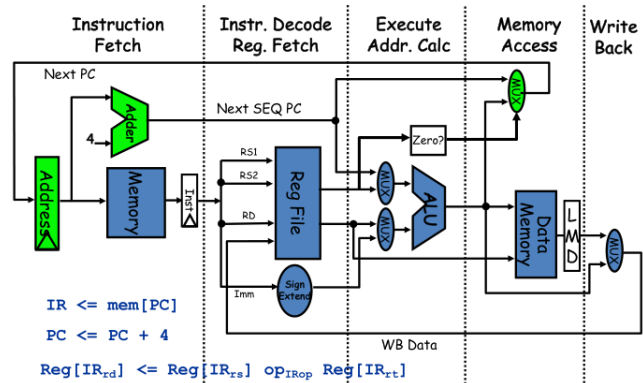 Instruction Fetch
Instr. Decode Reg. Fetch
Execute Addr. Calc
Memory Access
Write Back
Next PC
Next SEQ PC
Adder
4
MUX
Zero?
RS1
RS2
RD
Imm
Address
Memory
Inst
Reg File
MUX
MUX
ALU
Data Memory
L
M
D
MUX
Sign Extend
WB Data
IR <= mem[PC]
PC <= PC + 4
Reg[IRrd] <= Reg[IRrs] opIRop Reg[IRrt]